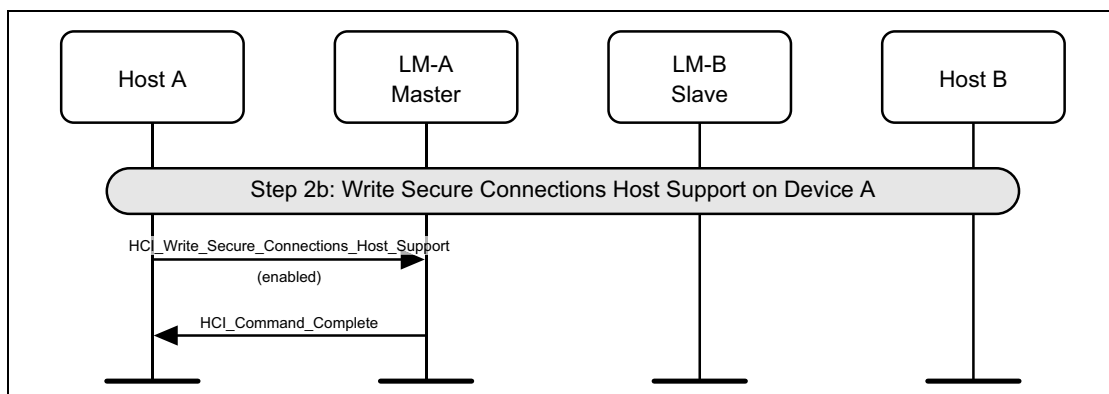 Host A
LM-A
Master
LM-B
Slave
Host B
Step 2b: Write Secure Connections Host Support on Device A
HCI_Write_Secure_Connections_Host_Support
(enabled)
HCI_Command_Complete